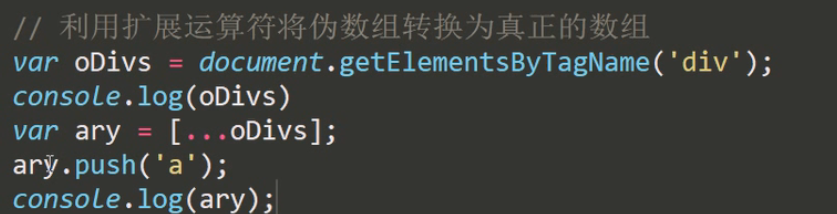 // 利用扩展运算符将伪数组转换为真正的数组
var oDivs = document.getElementsByTagName('div');
console.log(oDivs)
var ary = [...oDivs];
ary.push('a');
console.log(ary);